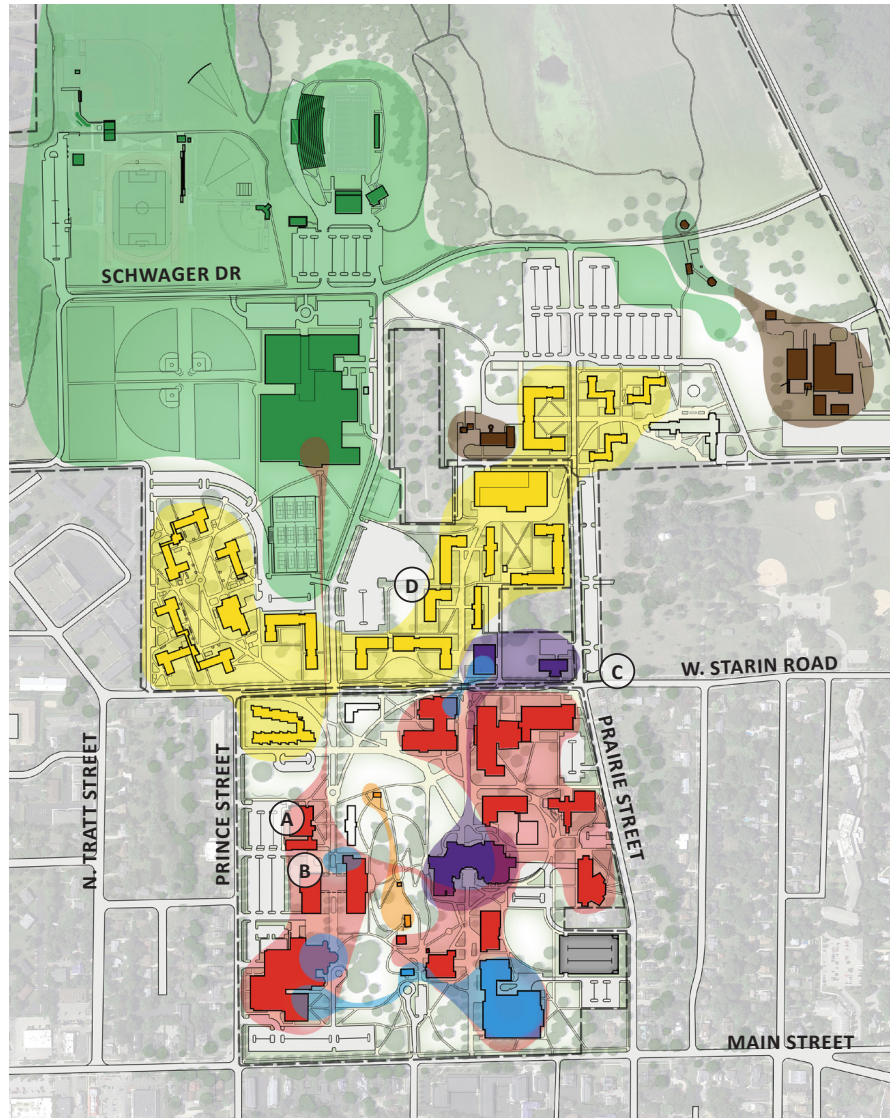 SCHWAGER DR
D
C
W. STARIN ROAD
N. TRATT STREET
PRINCE STREET
PRAIRIE STREET
A
B
MAIN STREET